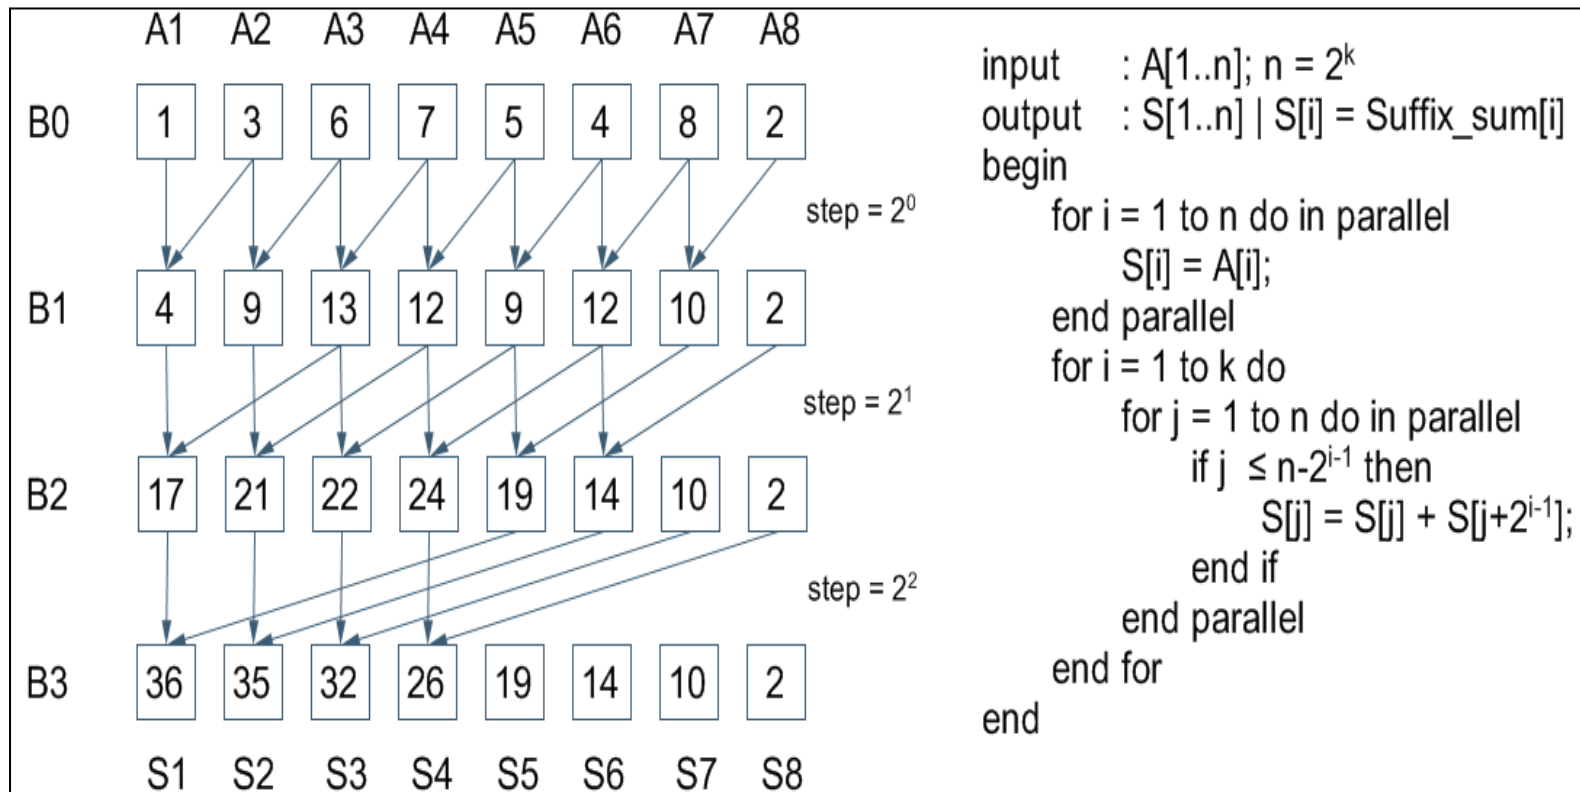 A1 A2 A3 A4 A5 A6 A7 A8
B0 1 3 6 7 5 4 8 2
step = 2⁰
B1 4 9 13 12 9 12 10 2
step = 2¹
B2 17 21 22 24 19 14 10 2
step = 2²
B3 36 35 32 26 19 14 10 2
S1 S2 S3 S4 S5 S6 S7 S8
input : A[1..n]; n = 2ᵏ
output : S[1..n] | S[i] = Suffix_sum[i]
begin
for i = 1 to n do in parallel
S[i] = A[i];
end parallel
for i = 1 to k do
for j = 1 to n do in parallel
if j ≤ n-2ⁱ⁻¹ then
S[j] = S[j] + S[j+2ⁱ⁻¹];
end if
end parallel
end for
end